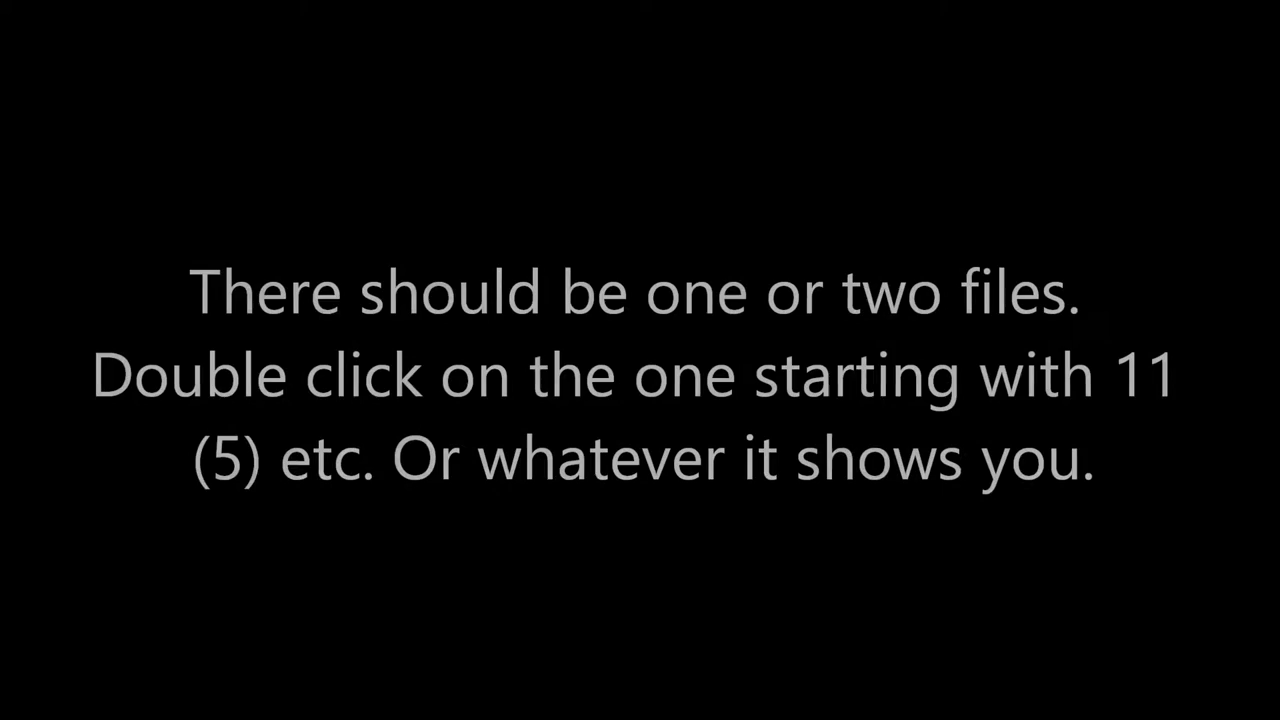 There should be one or two files.
Double click on the one starting with 11
(5) etc. Or whatever it shows you.